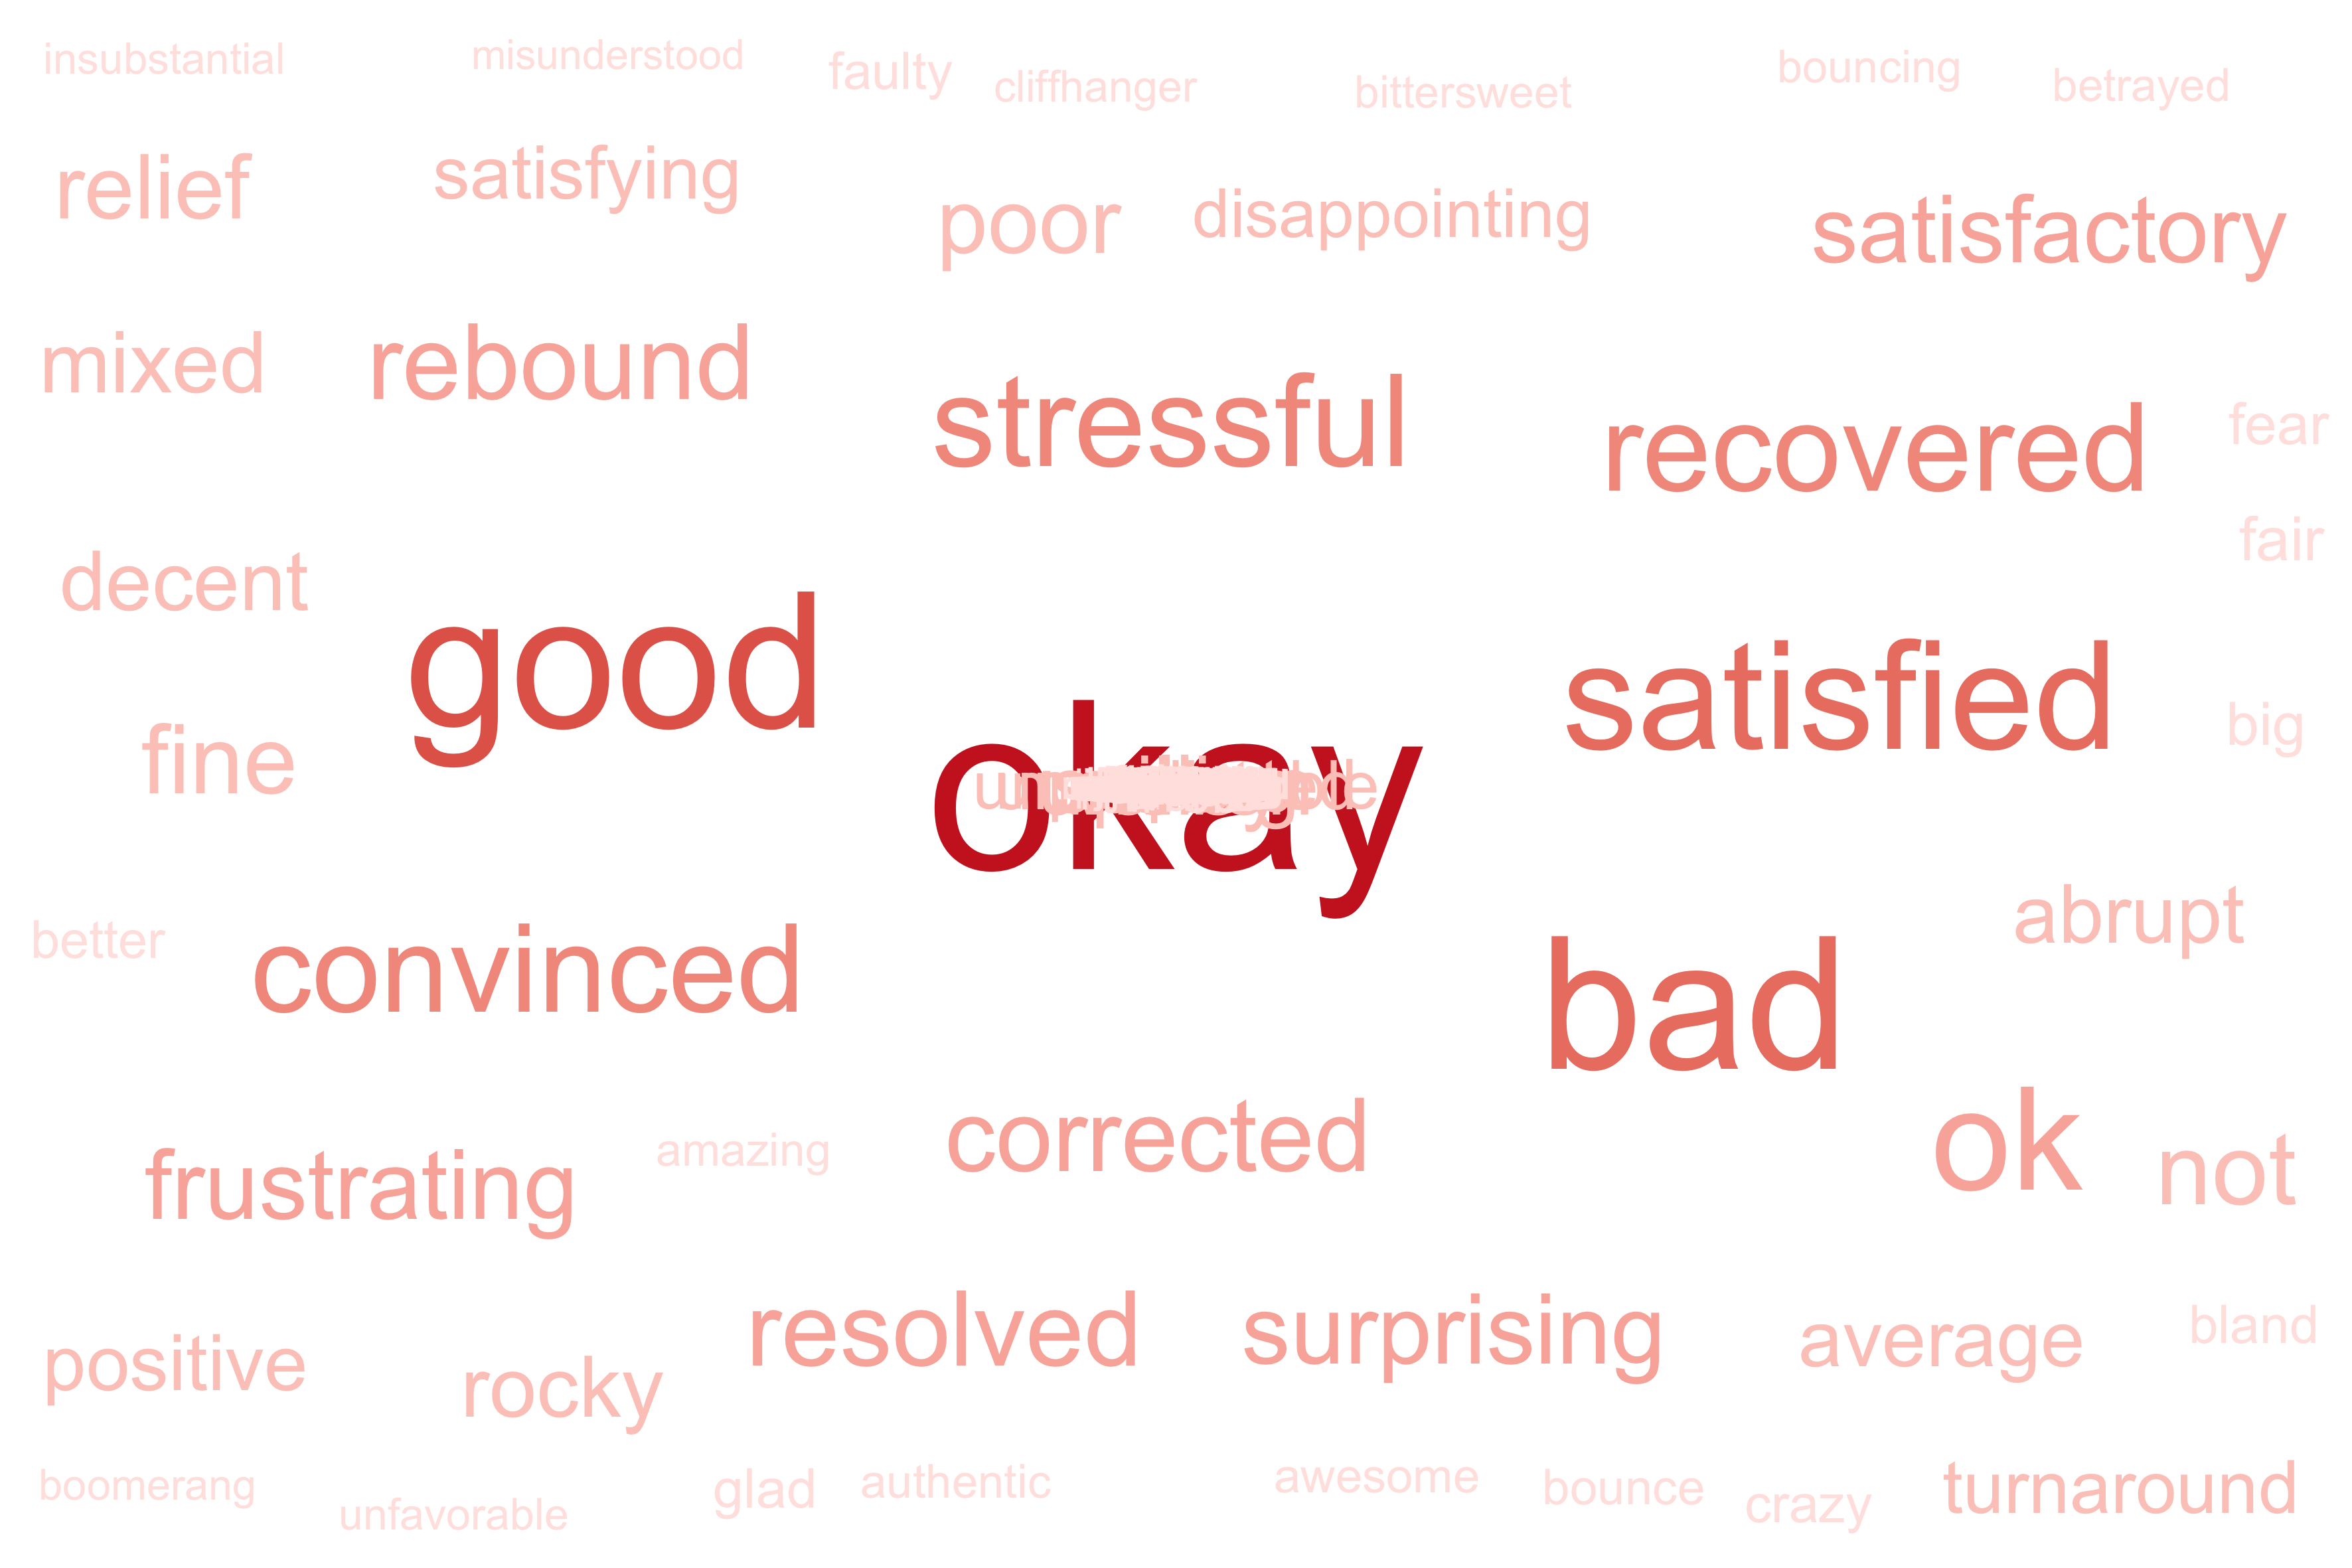 insubstantial
misunderstood
faulty
cliffhanger
bittersweet
bouncing
betrayed
relief
satisfying
poor
disappointing
satisfactory
mixed
rebound
stressful
recovered
fear
decent
good
fair
satisfied
fine
okay
big
better
convinced
bad
abrupt
frustrating
amazing
corrected
ok
not
positive
rocky
resolved
surprising
average
bland
boomerang
unfavorable
glad
authentic
awesome
bounce
crazy
turnaround